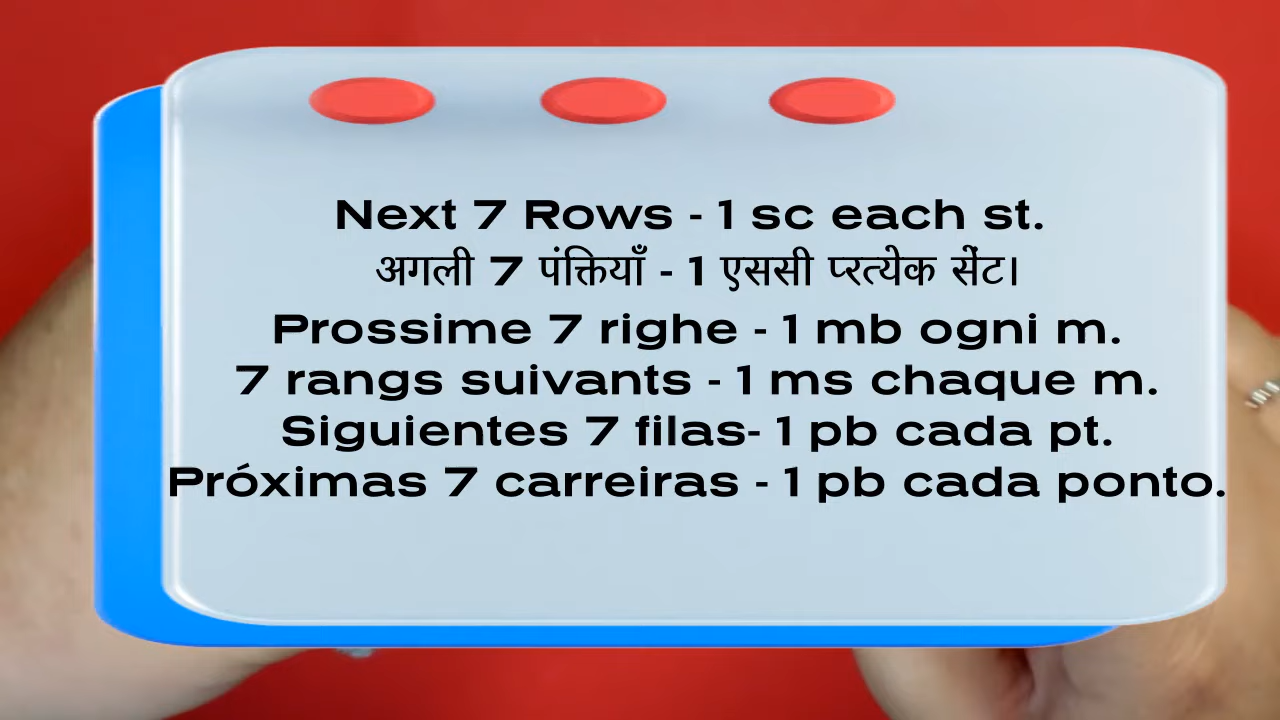 Next 7 Rows - 1 sc each st.
अगली 7 पंक्तियाँ - 1 एससी प्रत्येक सेंट।
Prossime 7 righe - 1 mb ogni m.
7 rangs suivants - 1 ms chaque m.
Siguientes 7 filas- 1 pb cada pt.
Próximas 7 carreiras - 1 pb cada ponto.